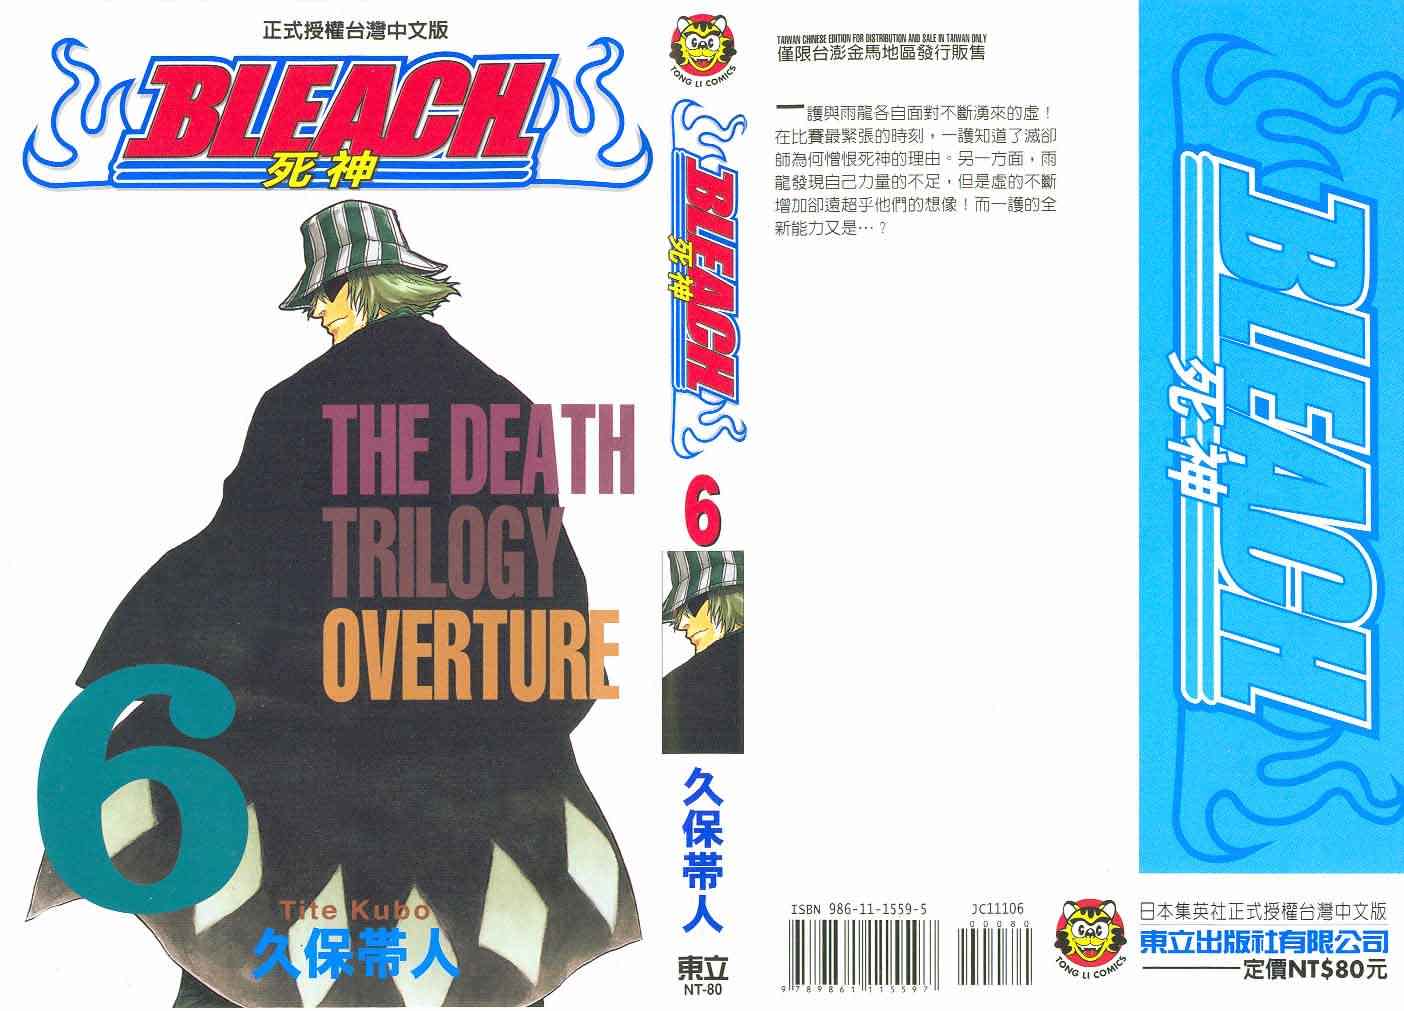 正式授權台灣中文版
BLEACH
死神
THE DEATH
TRILOGY
OVERTURE
6
Tite Kubo
久保帯人
TONG LI COMICS
BLEACH
死神
6
久保帯人
東立
NT-80
TAIWAN CHINESE EDITION FOR DISTRIBUTION AND SALE IN TAIWAN ONLY
僅限台澎金馬地區發行販售
一護與雨龍各自面對不斷湧來的虛！
在比賽最緊張的時刻，一護知道了滅卻
師為何憎恨死神的理由。另一方面，雨
龍發現自己力量的不足，但是虛的不斷
增加卻遠超乎他們的想像！而一護的全
新能力又是…？
ISBN 986-11-1559-5
9789861115597
JC11106
00080
BLEACH
死神
TONG LI COMICS
日本集英社正式授權台灣中文版
東立出版社有限公司
定價NT$80元